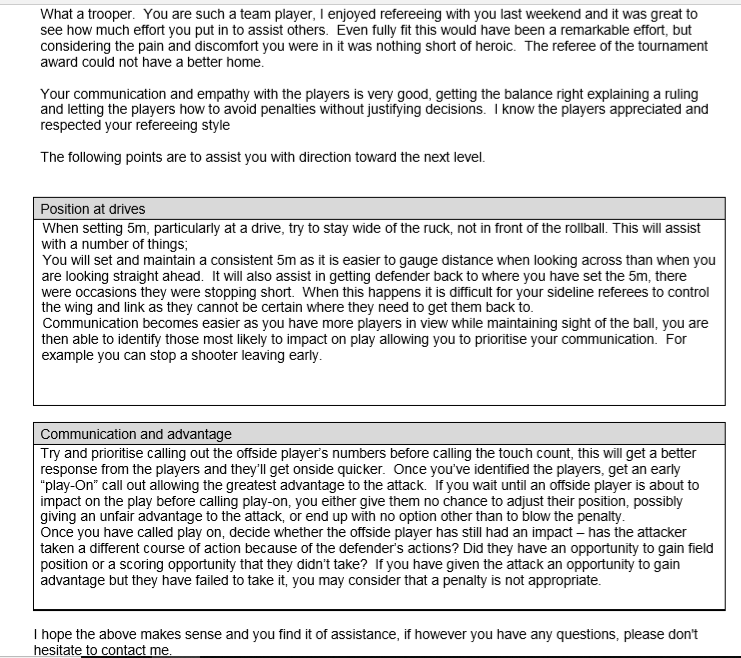 What a trooper.  You are such a team player, I enjoyed refereeing with you last weekend and it was great to
see how much effort you put in to assist others.  Even fully fit this would have been a remarkable effort, but
considering the pain and discomfort you were in it was nothing short of heroic.  The referee of the tournament
award could not have a better home.
Your communication and empathy with the players is very good, getting the balance right explaining a ruling
and letting the players how to avoid penalties without justifying decisions.  I know the players appreciated and
respected your refereeing style
The following points are to assist you with direction toward the next level.
Position at drives
When setting 5m, particularly at a drive, try to stay wide of the ruck, not in front of the rollball. This will assist
with a number of things;
You will set and maintain a consistent 5m as it is easier to gauge distance when looking across than when you
are looking straight ahead.  It will also assist in getting defender back to where you have set the 5m, there
were occasions they were stopping short.  When this happens it is difficult for your sideline referees to control
the wing and link as they cannot be certain where they need to get them back to.
Communication becomes easier as you have more players in view while maintaining sight of the ball, you are
then able to identify those most likely to impact on play allowing you to prioritise your communication.  For
example you can stop a shooter leaving early.
Communication and advantage
Try and prioritise calling out the offside player's numbers before calling the touch count, this will get a better
response from the players and they'll get onside quicker.  Once you've identified the players, get an early
"play-On" call out allowing the greatest advantage to the attack.  If you wait until an offside player is about to
impact on the play before calling play-on, you either give them no chance to adjust their position, possibly
giving an unfair advantage to the attack, or end up with no option other than to blow the penalty.
Once you have called play on, decide whether the offside player has still had an impact – has the attacker
taken a different course of action because of the defender's actions? Did they have an opportunity to gain field
position or a scoring opportunity that they didn't take?  If you have given the attack an opportunity to gain
advantage but they have failed to take it, you may consider that a penalty is not appropriate.
I hope the above makes sense and you find it of assistance, if however you have any questions, please don't
hesitate to contact me.